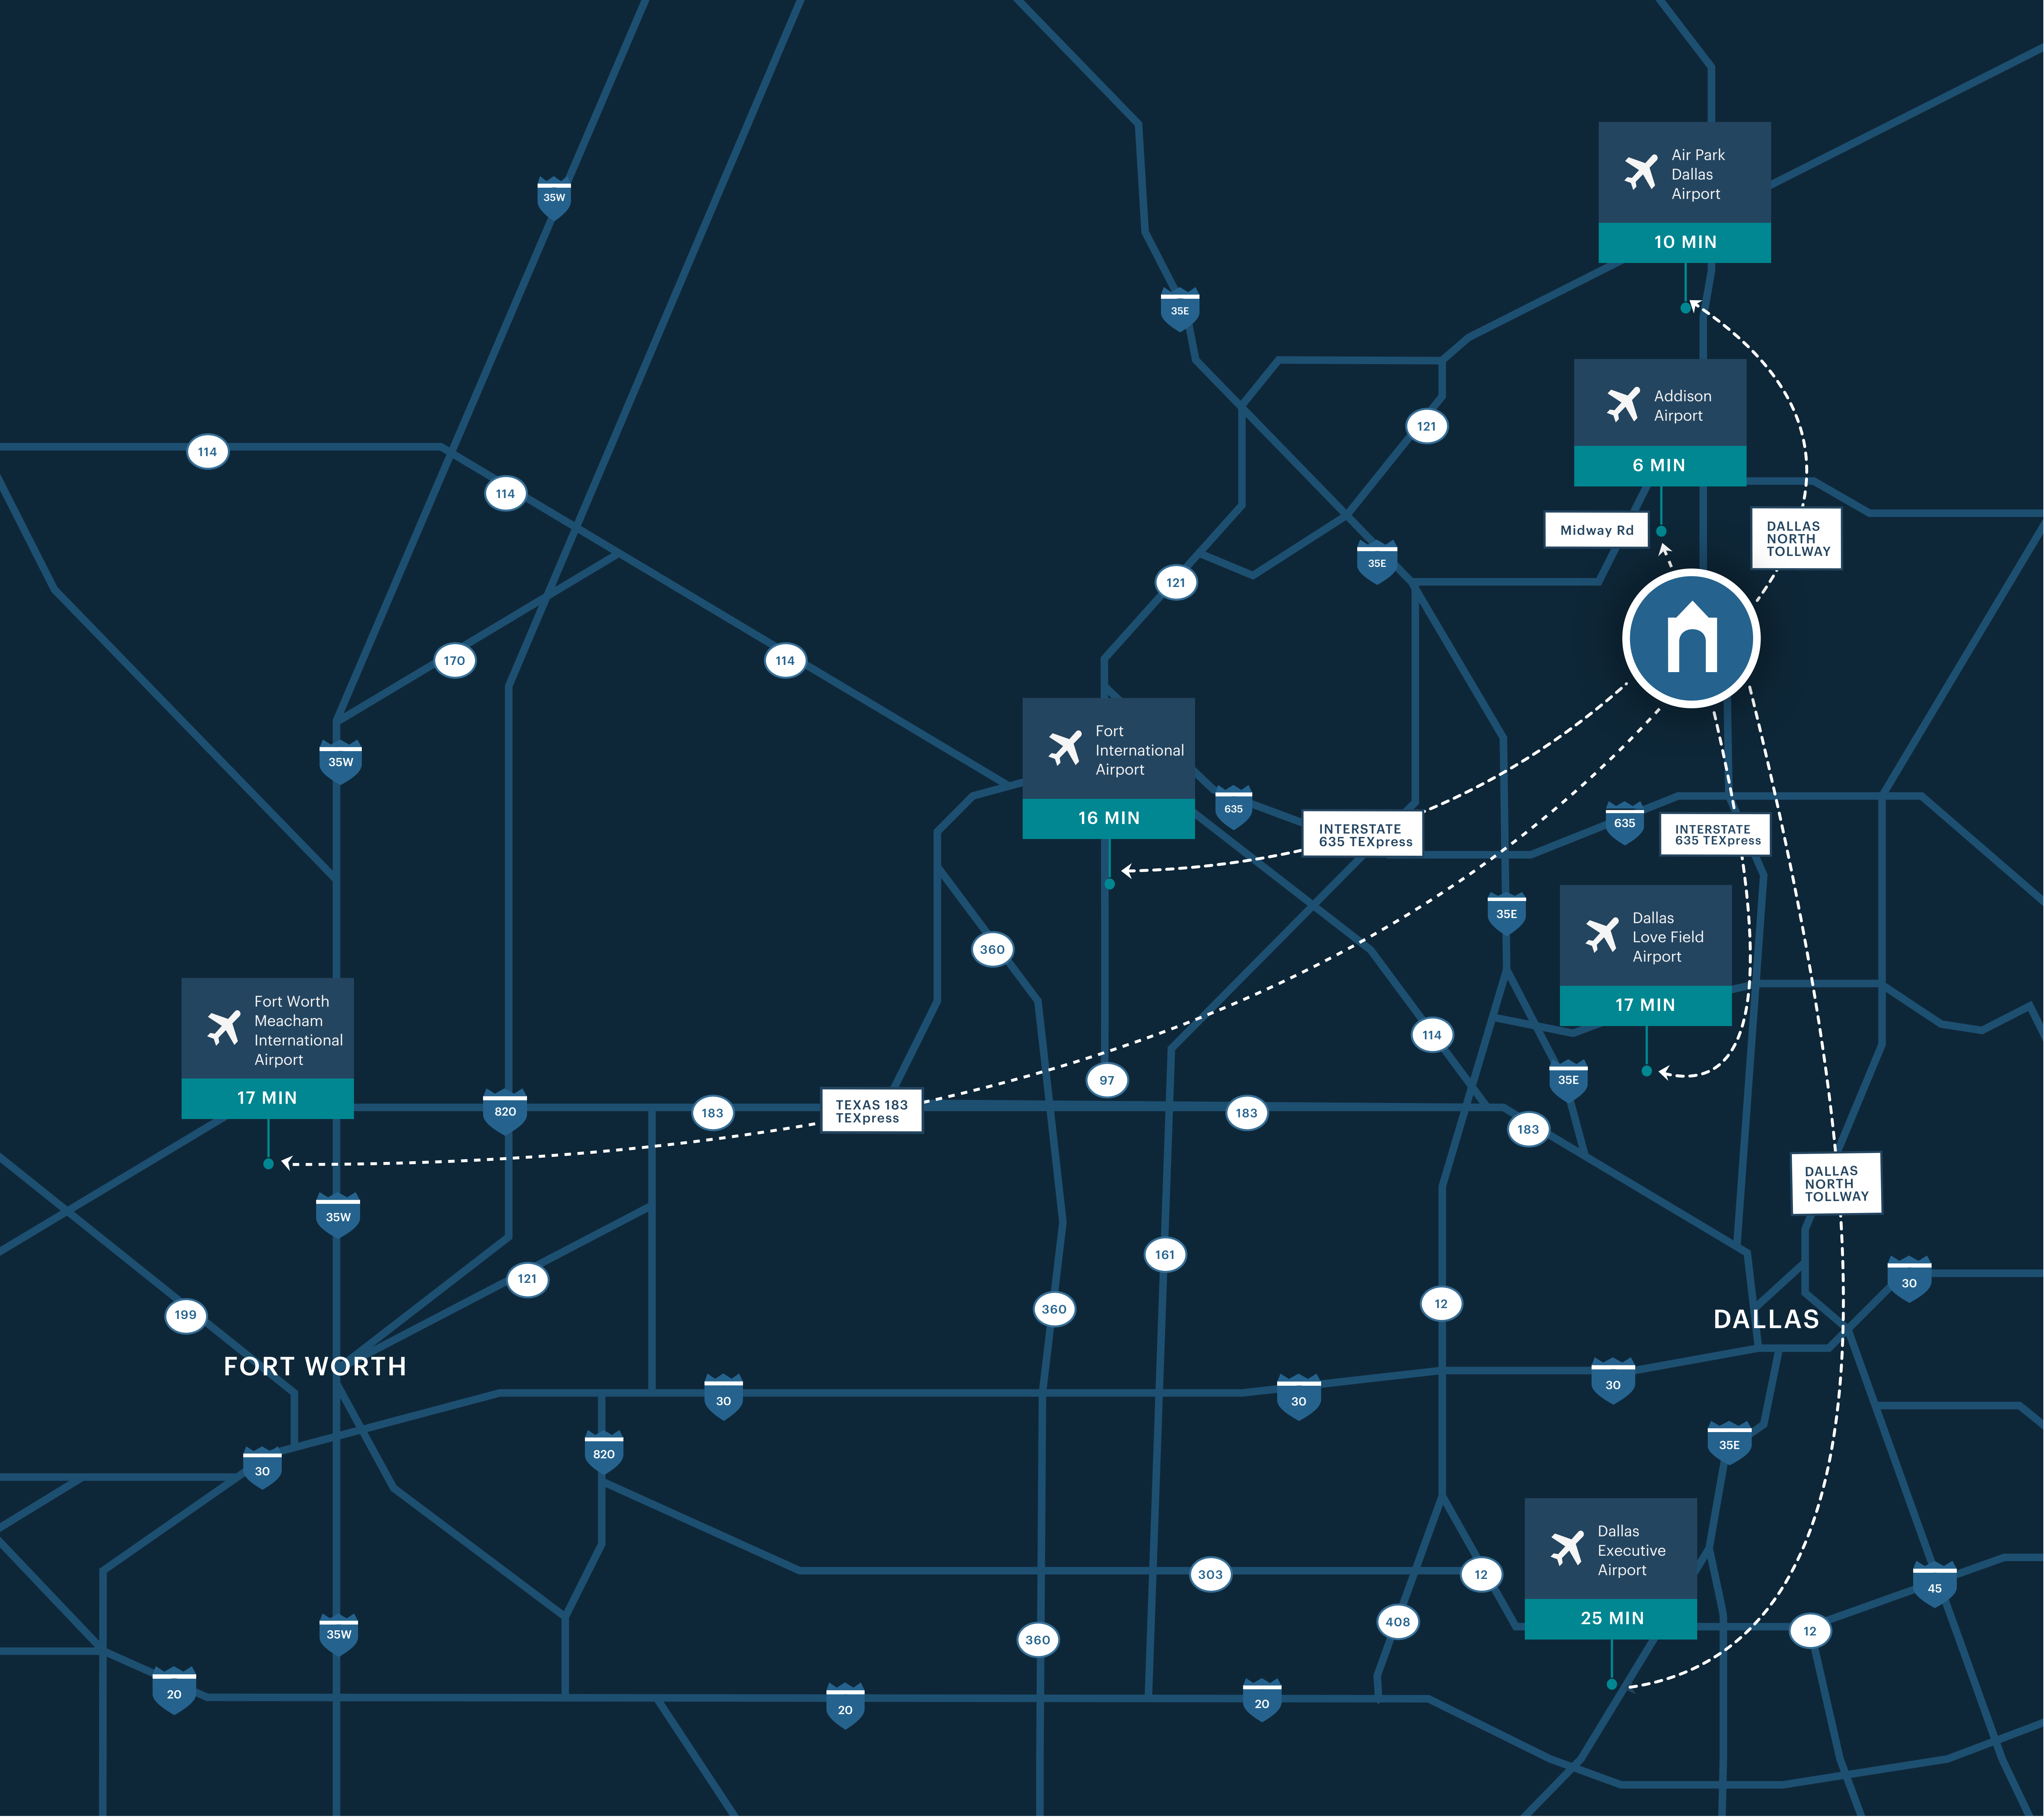 Air Park
Dallas
Airport
10 MIN
35W
35E
Addison
Airport
6 MIN
121
114
114
Midway Rd
DALLAS
NORTH
TOLLWAY
35E
121
170
114
Fort
International
Airport
16 MIN
35W
635
INTERSTATE
635 TEXpress
635
INTERSTATE
635 TEXpress
35E
Dallas
Love Field
Airport
17 MIN
360
Fort Worth
Meacham
International
Airport
17 MIN
114
97
35E
820
183
TEXAS 183
TEXpress
183
183
DALLAS
NORTH
TOLLWAY
35W
161
121
30
199
360
12
DALLAS
FORT WORTH
30
30
30
35E
30
820
Dallas
Executive
Airport
25 MIN
303
12
45
408
12
35W
360
20
20
20